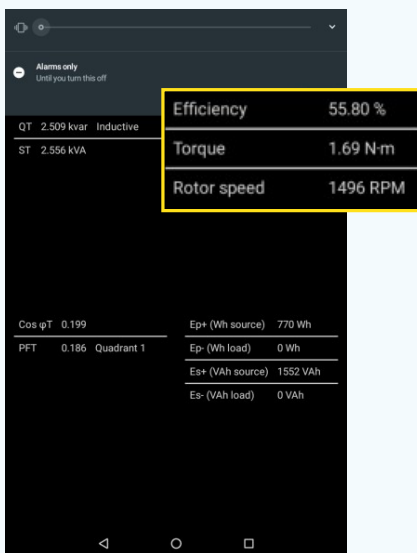 Alarms only
Until you turn this off
Efficiency 55.80 %
Torque 1.69 N·m
Rotor speed 1496 RPM
QT 2.509 kvar Inductive
ST 2.556 kVA
Cos φT 0.199
PFT 0.186 Quadrant 1
Ep+ (Wh source) 770 Wh
Ep- (Wh load) 0 Wh
Es+ (VAh source) 1552 VAh
Es- (VAh load) 0 VAh